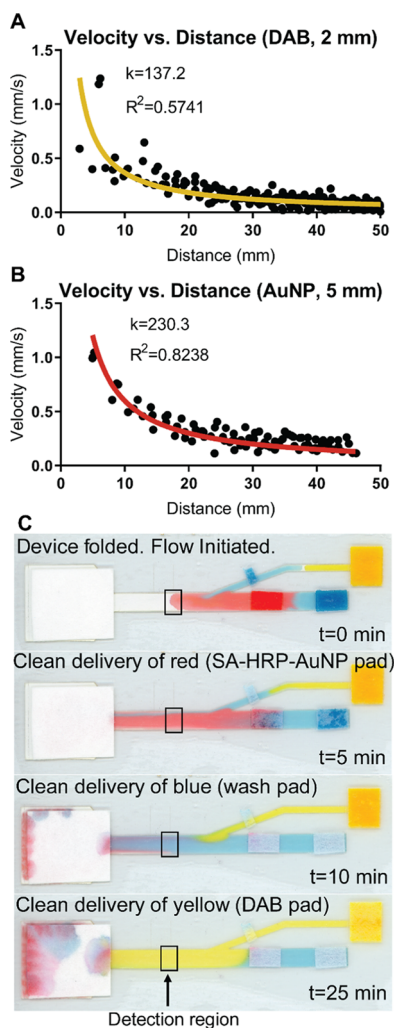 A
Velocity vs. Distance (DAB, 2 mm)
Velocity (mm/s)
1.5
1.0
0.5
0.0
k=137.2
R²=0.5741
0 10 20 30 40 50
Distance (mm)
B
Velocity vs. Distance (AuNP, 5 mm)
Velocity (mm/s)
1.5
1.0
0.5
0.0
k=230.3
R²=0.8238
0 10 20 30 40 50
Distance (mm)
C
Device folded. Flow Initiated.
t=0 min
Clean delivery of red (SA-HRP-AuNP pad)
t=5 min
Clean delivery of blue (wash pad)
t=10 min
Clean delivery of yellow (DAB pad)
t=25 min
Detection region